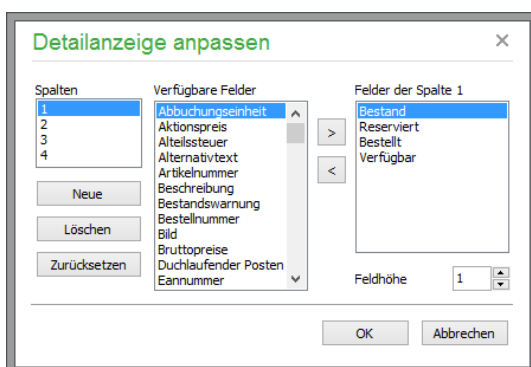 Detailanzeige anpassen
Spalten
1
2
3
4
Neue
Löschen
Zurücksetzen
Verfügbare Felder
Abbuchungseinheit
Aktionspreis
Alteilssteuer
Alternativtext
Artikelnummer
Beschreibung
Bestandswarnung
Bestellnummer
Bild
Bruttopreise
Duchlaufender Posten
Eannummer
>
<
Felder der Spalte 1
Bestand
Reserviert
Bestellt
Verfügbar
Feldhöhe 1
OK Abbrechen